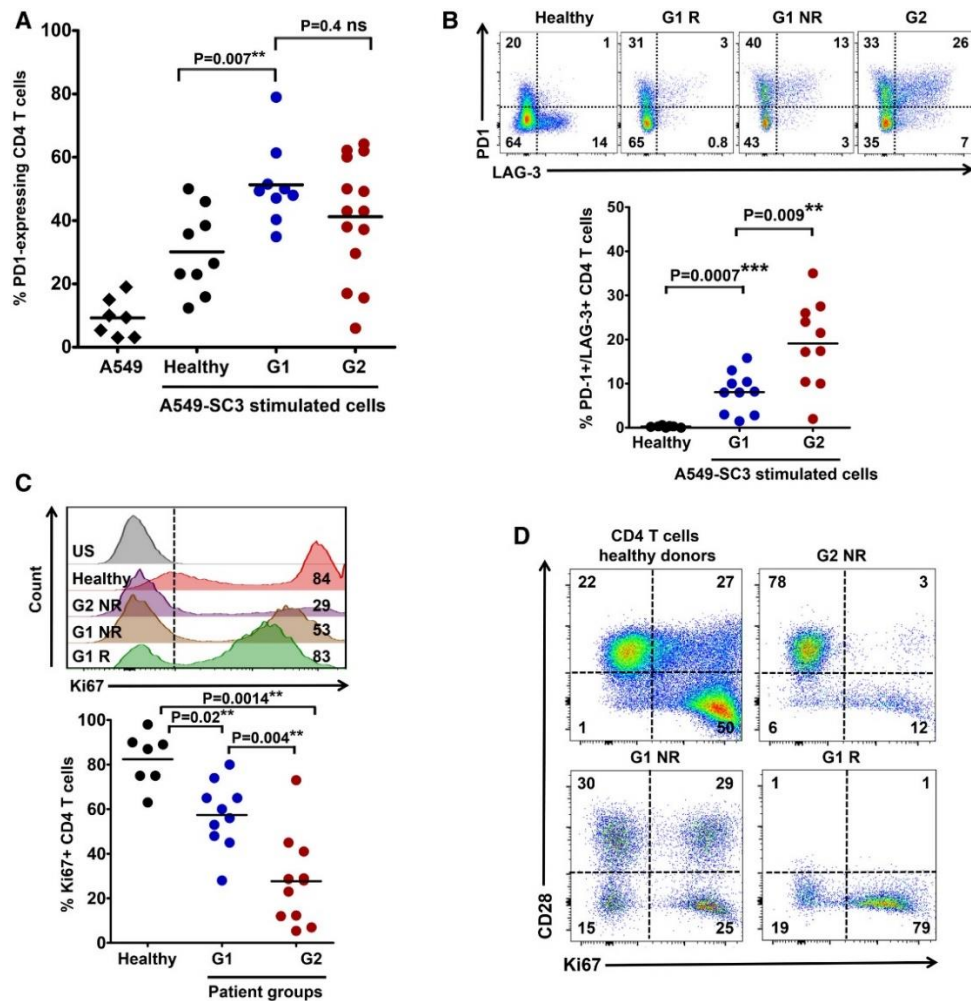 A
P=0.4 ns
P=0.007**
% PD1-expressing CD4 T cells
100
80
60
40
20
0
A549
Healthy
G1
G2
A549-SC3 stimulated cells
B
Healthy
G1 R
G1 NR
G2
20 1
64 14
31 3
65 0.8
40 13
43 3
33 26
35 7
PD1
LAG-3
% PD-1+/LAG-3+ CD4 T cells
50
40
30
20
10
0
P=0.009**
P=0.0007***
Healthy
G1
G2
A549-SC3 stimulated cells
C
Count
US
Healthy 84
G2 NR 29
G1 NR 53
G1 R 83
Ki67
P=0.0014**
P=0.02**
P=0.004**
% Ki67+ CD4 T cells
100
80
60
40
20
0
Healthy
G1
G2
Patient groups
D
CD4 T cells
healthy donors
22 27
1 50
G2 NR
78 3
6 12
G1 NR
30 29
15 25
G1 R
1 1
19 79
CD28
Ki67